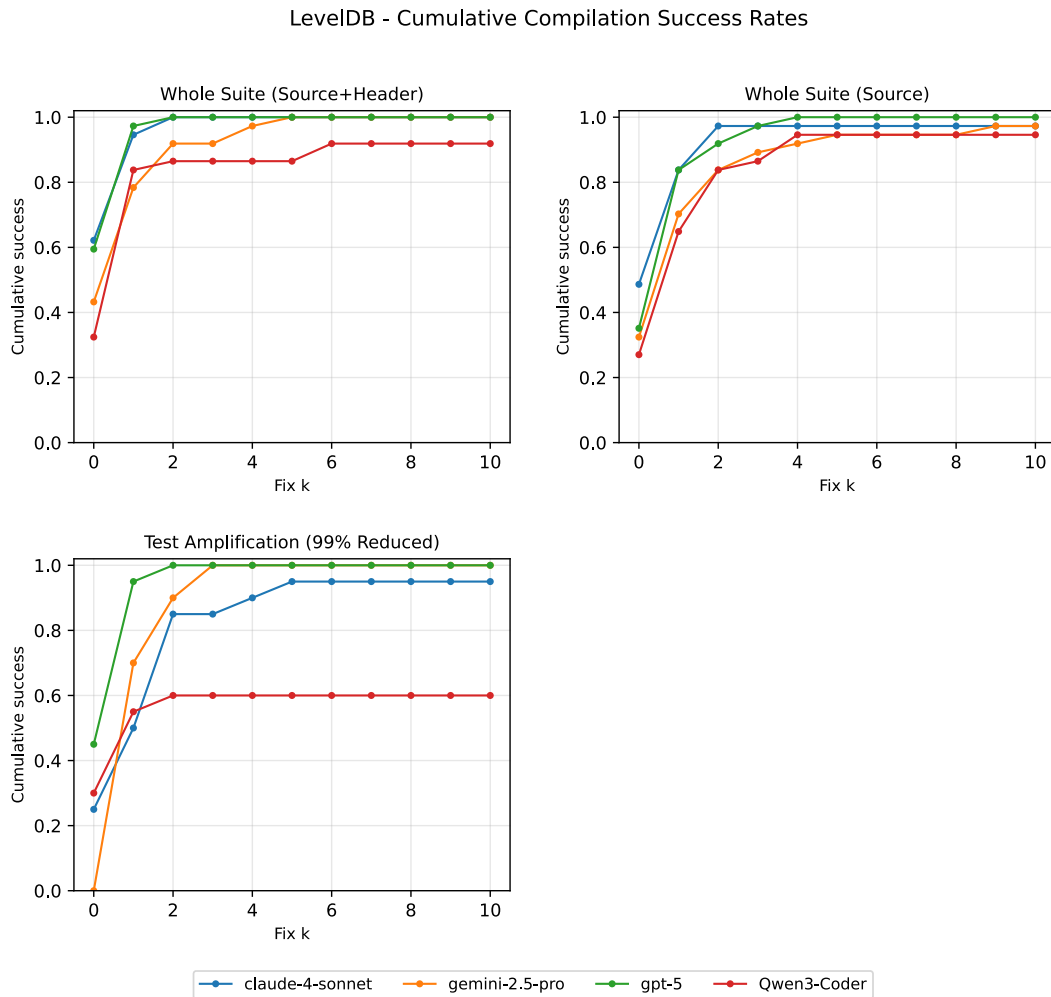 LevelDB - Cumulative Compilation Success Rates
Whole Suite (Source+Header)
Cumulative success
1.0
0.8
0.6
0.4
0.2
0.0
0 2 4 6 8 10
Fix k
Whole Suite (Source)
Cumulative success
1.0
0.8
0.6
0.4
0.2
0.0
0 2 4 6 8 10
Fix k
Test Amplification (99% Reduced)
Cumulative success
1.0
0.8
0.6
0.4
0.2
0.0
0 2 4 6 8 10
Fix k
claude-4-sonnet gemini-2.5-pro gpt-5 Qwen3-Coder